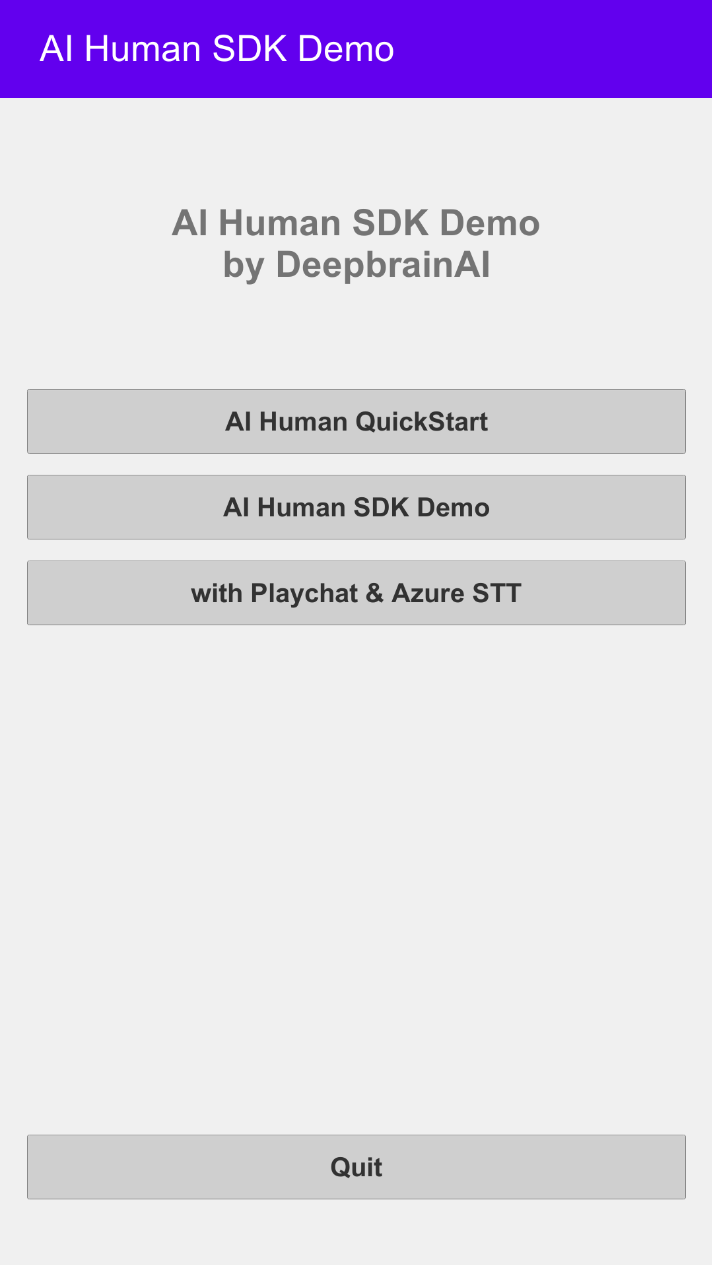 AI Human SDK Demo
AI Human SDK Demo
by DeepbrainAI
AI Human QuickStart
AI Human SDK Demo
with Playchat & Azure STT
Quit